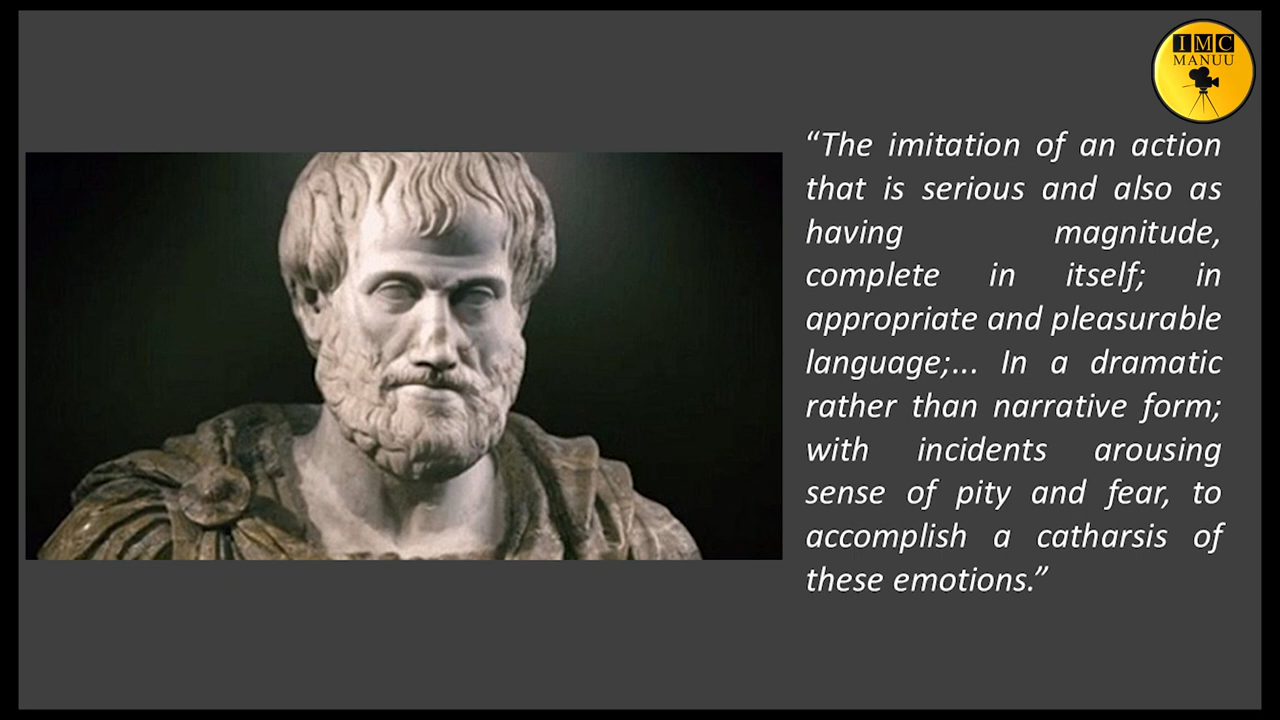 IMC
MANUU
“The imitation of an action
that is serious and also as
having magnitude,
complete in itself; in
appropriate and pleasurable
language;... In a dramatic
rather than narrative form;
with incidents arousing
sense of pity and fear, to
accomplish a catharsis of
these emotions.”